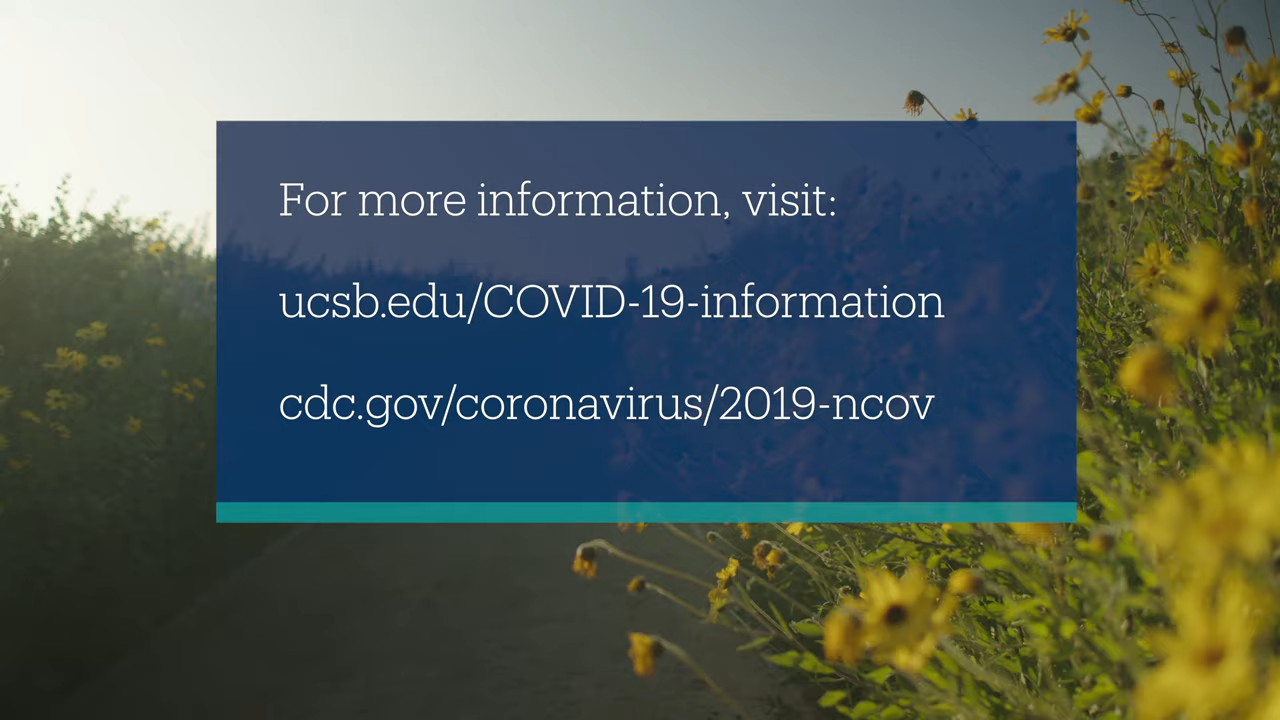 For more information, visit:
ucsb.edu/COVID-19-information
cdc.gov/coronavirus/2019-ncov